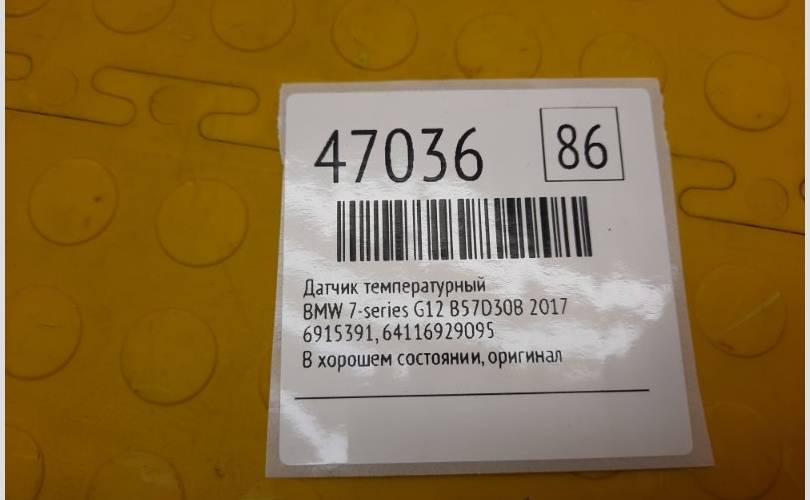 47036 86
Датчик температурный
BMW 7-series G12 B57D30B 2017
6915391, 64116929095
В хорошем состоянии, оригинал